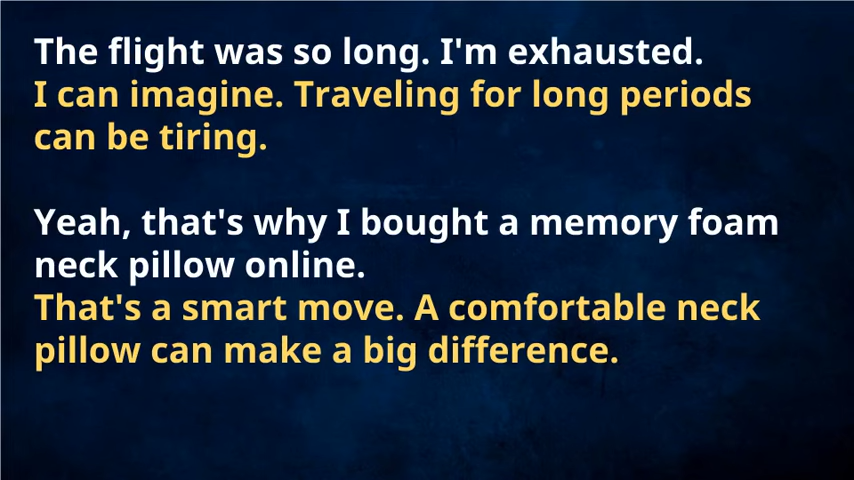 The flight was so long. I'm exhausted.
I can imagine. Traveling for long periods
can be tiring.
Yeah, that's why I bought a memory foam
neck pillow online.
That's a smart move. A comfortable neck
pillow can make a big difference.